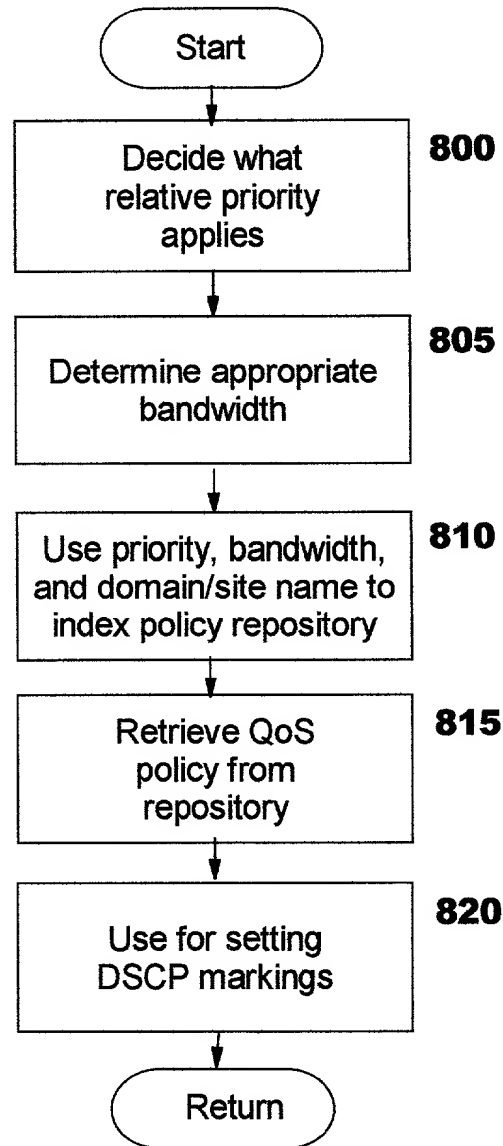 Start
800
Decide what
relative priority
applies
805
Determine appropriate
bandwidth
810
Use priority, bandwidth,
and domain/site name to
index policy repository
815
Retrieve QoS
policy from
repository
820
Use for setting
DSCP markings
Return